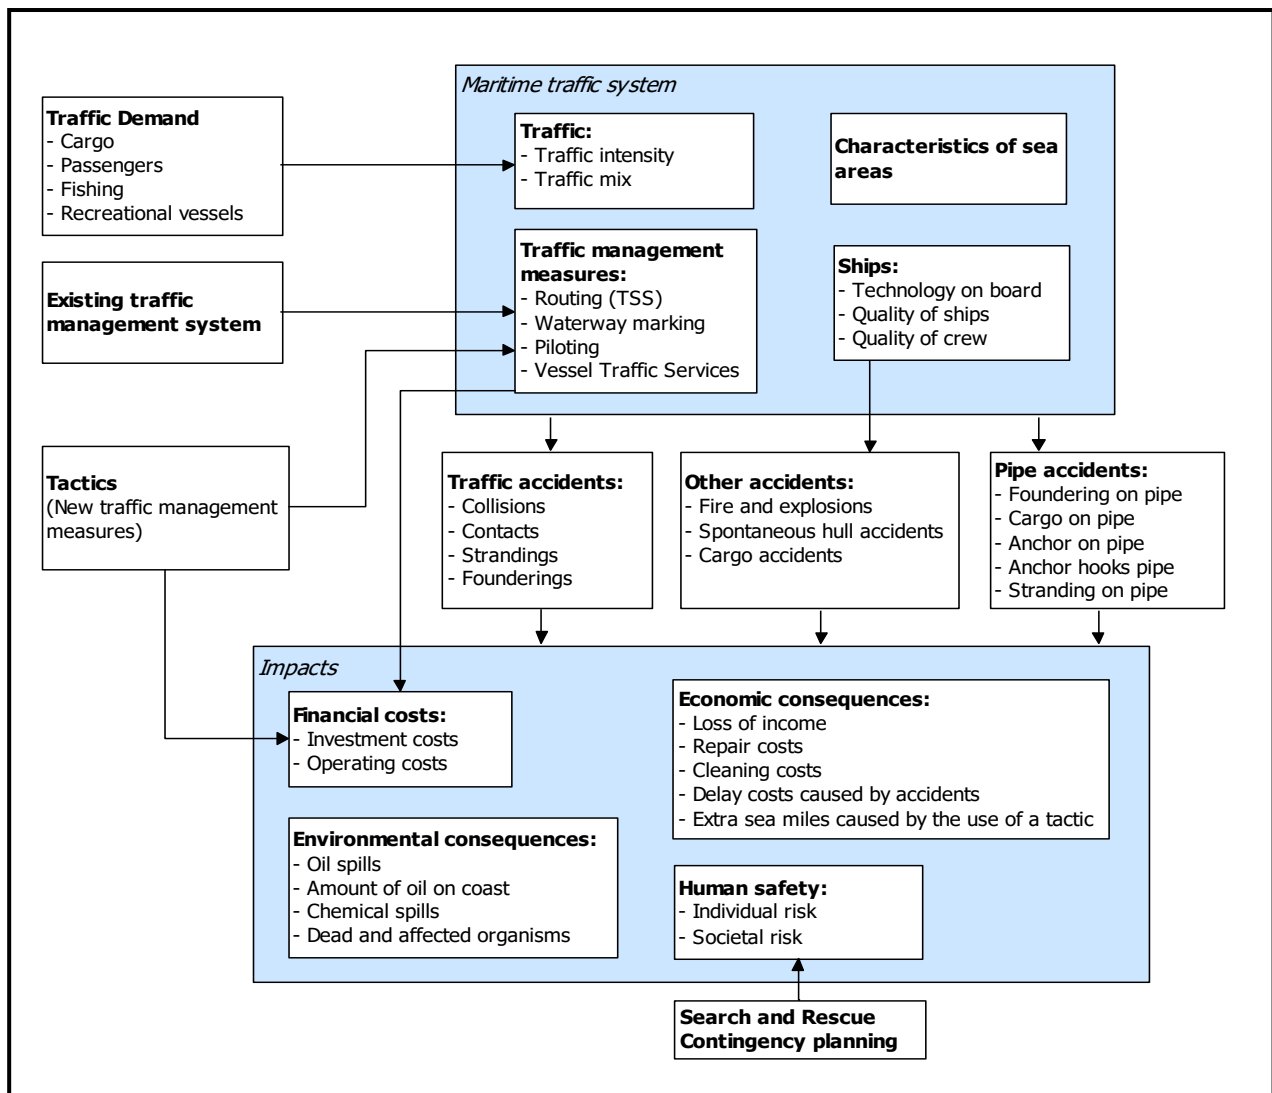 Maritime traffic system
Traffic Demand
- Cargo
- Passengers
- Fishing
- Recreational vessels
Traffic:
- Traffic intensity
- Traffic mix
Characteristics of sea
areas
Existing traffic
management system
Traffic management
measures:
- Routing (TSS)
- Waterway marking
- Piloting
- Vessel Traffic Services
Ships:
- Technology on board
- Quality of ships
- Quality of crew
Tactics
(New traffic management
measures)
Traffic accidents:
- Collisions
- Contacts
- Strandings
- Founderings
Other accidents:
- Fire and explosions
- Spontaneous hull accidents
- Cargo accidents
Pipe accidents:
- Foundering on pipe
- Cargo on pipe
- Anchor on pipe
- Anchor hooks pipe
- Stranding on pipe
Impacts
Financial costs:
- Investment costs
- Operating costs
Economic consequences:
- Loss of income
- Repair costs
- Cleaning costs
- Delay costs caused by accidents
- Extra sea miles caused by the use of a tactic
Environmental consequences:
- Oil spills
- Amount of oil on coast
- Chemical spills
- Dead and affected organisms
Human safety:
- Individual risk
- Societal risk
Search and Rescue
Contingency planning